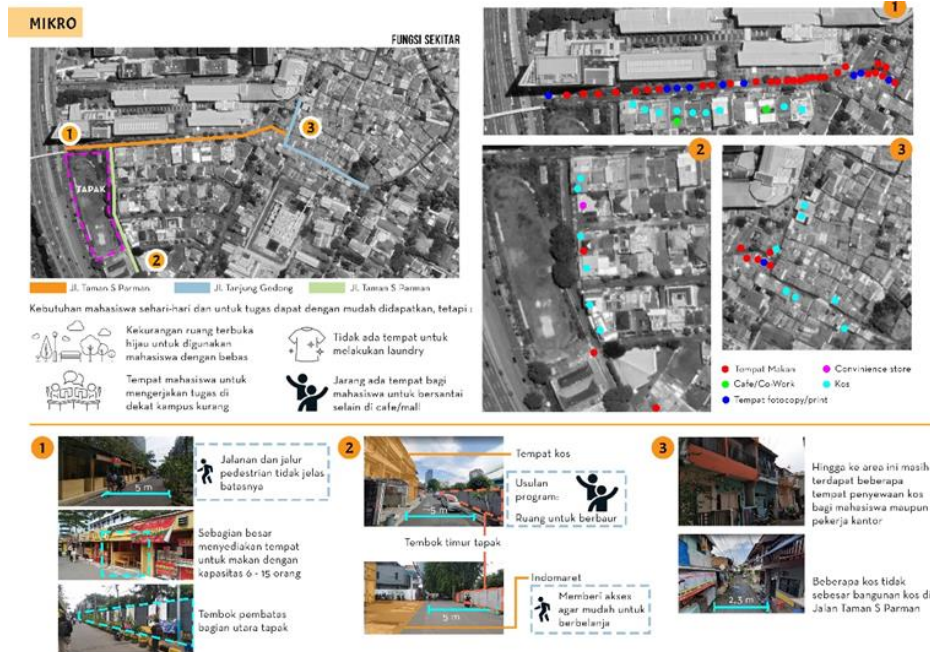 MIKRO
FUNGSI SEKITAR
1
3
TAPAK
2
Jl. Taman S Parman
Jl. Tanjung Gedong
Jl. Taman S Parman
Kebutuhan mahasiswa sehari-hari dan untuk tugas dapat dengan mudah didapatkan, tetapi :
Kekurangan ruang terbuka
hijau untuk digunakan
mahasiswa dengan bebas
Tidak ada tempat untuk
melakukan laundry
Tempat mahasiswa untuk
mengerjakan tugas di
dekat kampus kurang
Jarang ada tempat bagi
mahasiswa untuk bersantai
selain di cafe/mall
1
2
3
Tempat Makan
Cafe/Co-Work
Tempat fotocopy/print
Convinience store
Kos
1
5 m
Jalanan dan jalur
pedestrian tidak jelas
batasnya
Sebagian besar
menyediakan tempat
untuk makan dengan
kapasitas 6 - 15 orang
Tembok pembatas
bagian utara tapak
2
5 m
Tempat kos
Usulan
program:
Ruang untuk berbaur
Tembok timur tapak
5 m
Indomaret
Memberi akses
agar mudah untuk
berbelanja
3
Hingga ke area ini masih
terdapat beberapa
tempat penyewaan kos
bagi mahasiswa maupun
pekerja kantor
2,3 m
Beberapa kos tidak
sebesar bangunan kos di
Jalan Taman S Parman